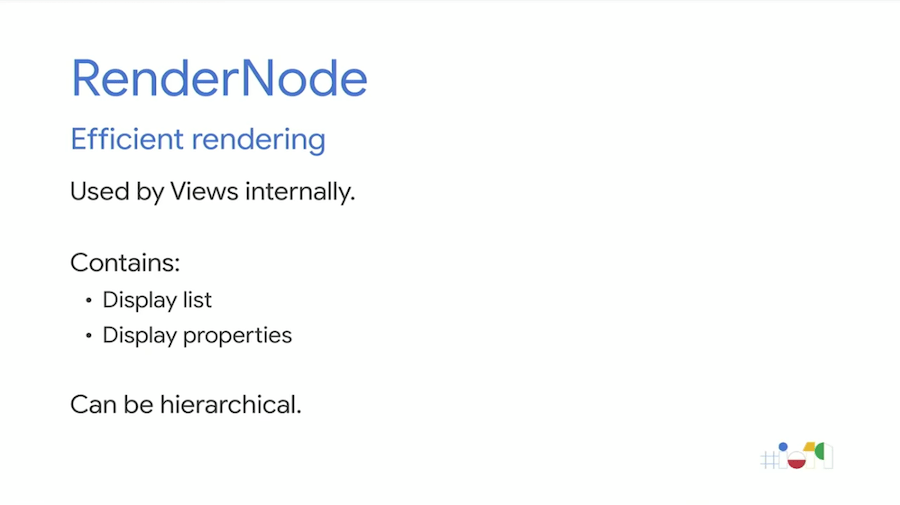 RenderNode
Efficient rendering
Used by Views internally.
Contains:
• Display list
• Display properties
Can be hierarchical.
#io19